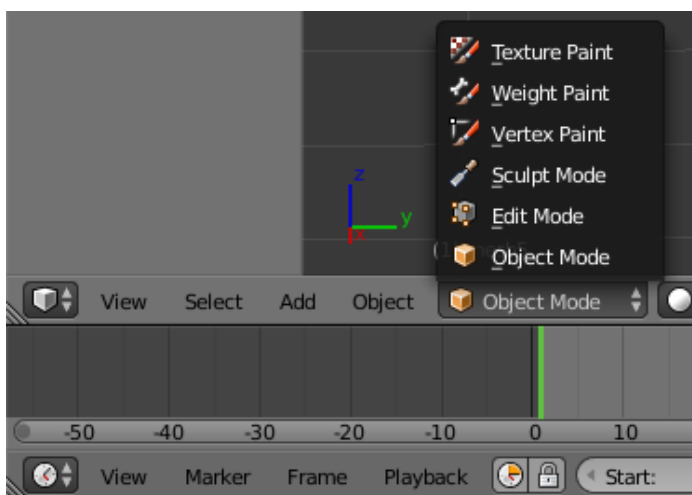 Texture Paint
Weight Paint
Vertex Paint
z
Sculpt Mode
y
Edit Mode
x
(1
Object Mode
View Select Add Object Object Mode
-50 -40 -30 -20 -10 0 10
View Marker Frame Playback Start: